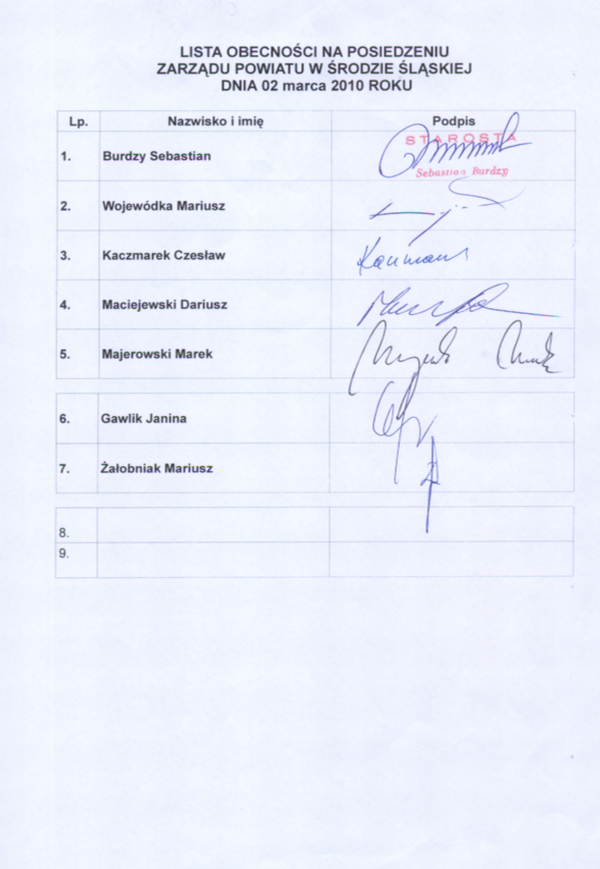 LISTA OBECNOŚCI NA POSIEDZENIU
ZARZĄDU POWIATU W ŚRODZIE ŚLĄSKIEJ
DNIA 02 marca 2010 ROKU
Lp. Nazwisko i imię Podpis
1. Burdzy Sebastian
STAROSTA
Sebastian Burdzy
2. Wojewódka Mariusz
3. Kaczmarek Czesław
4. Maciejewski Dariusz
5. Majerowski Marek
6. Gawlik Janina
7. Żałobniak Mariusz
8.
9.